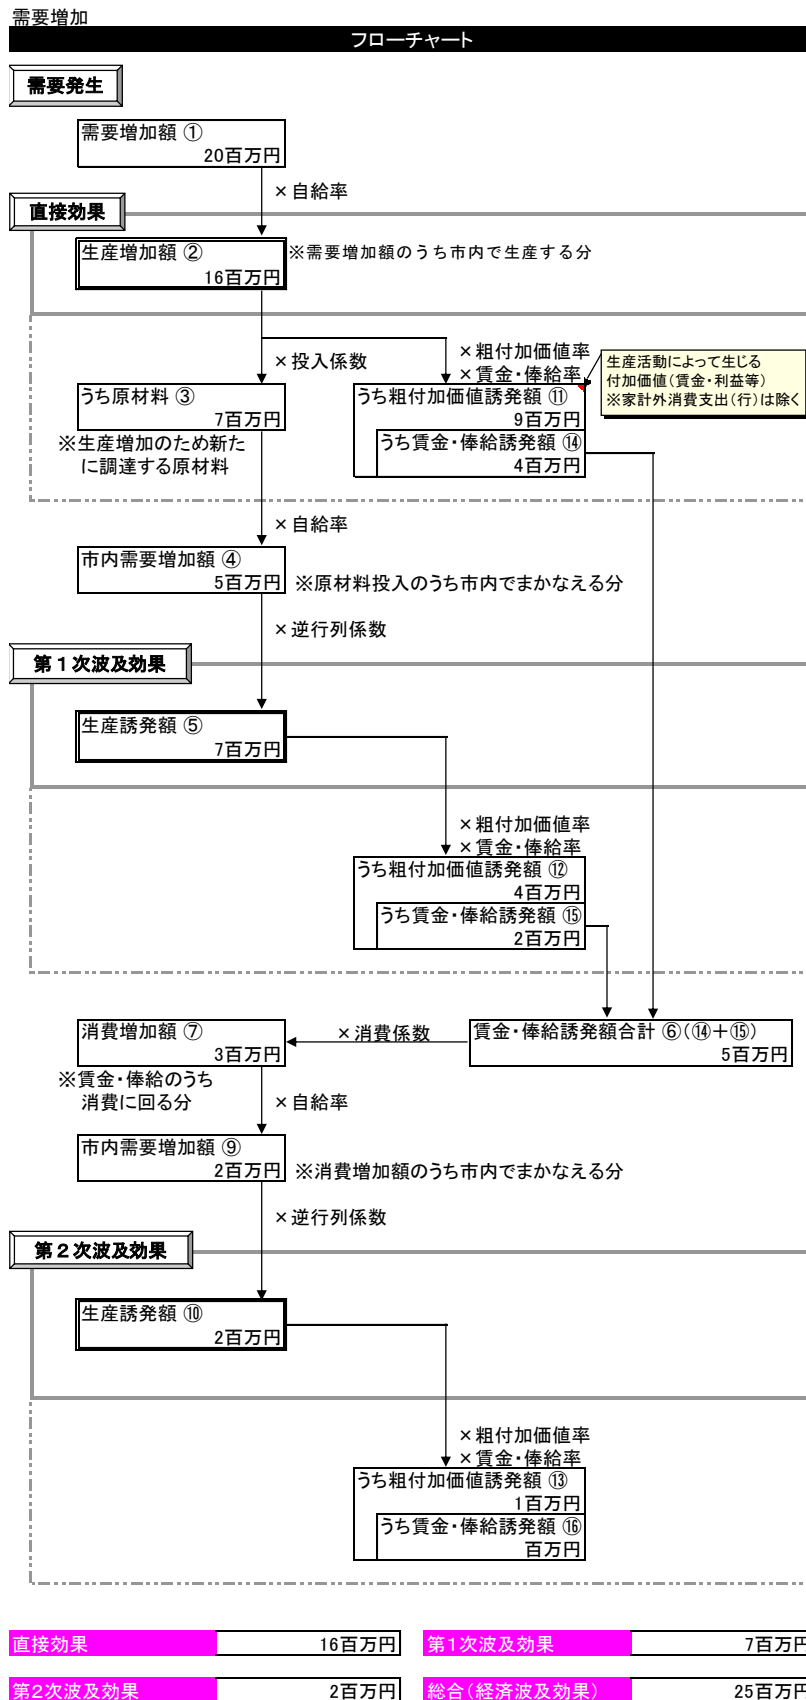 需要増加
フローチャート
需要発生
需要増加額 ①
20百万円
×自給率
直接効果
生産増加額 ②
16百万円
※需要増加額のうち市内で生産する分
×投入係数
×粗付加価値率
×賃金・俸給率
生産活動によって生じる
付加価値(賃金・利益等)
※家計外消費支出(行)は除く
うち原材料 ③
7百万円
※生産増加のため新た
に調達する原材料
うち粗付加価値誘発額 ⑪
9百万円
うち賃金・俸給誘発額 ⑭
4百万円
×自給率
市内需要増加額 ④
5百万円
※原材料投入のうち市内でまかなえる分
×逆行列係数
第1次波及効果
生産誘発額 ⑤
7百万円
×粗付加価値率
×賃金・俸給率
うち粗付加価値誘発額 ⑫
4百万円
うち賃金・俸給誘発額 ⑮
2百万円
消費増加額 ⑦
3百万円
×消費係数
賃金・俸給誘発額合計 ⑥(⑭+⑮)
5百万円
※賃金・俸給のうち
消費に回る分
×自給率
市内需要増加額 ⑨
2百万円
※消費増加額のうち市内でまかなえる分
×逆行列係数
第2次波及効果
生産誘発額 ⑩
2百万円
×粗付加価値率
×賃金・俸給率
うち粗付加価値誘発額 ⑬
1百万円
うち賃金・俸給誘発額 ⑯
百万円
直接効果 16百万円 第1次波及効果 7百万円
第2次波及効果 2百万円 総合(経済波及効果) 25百万円